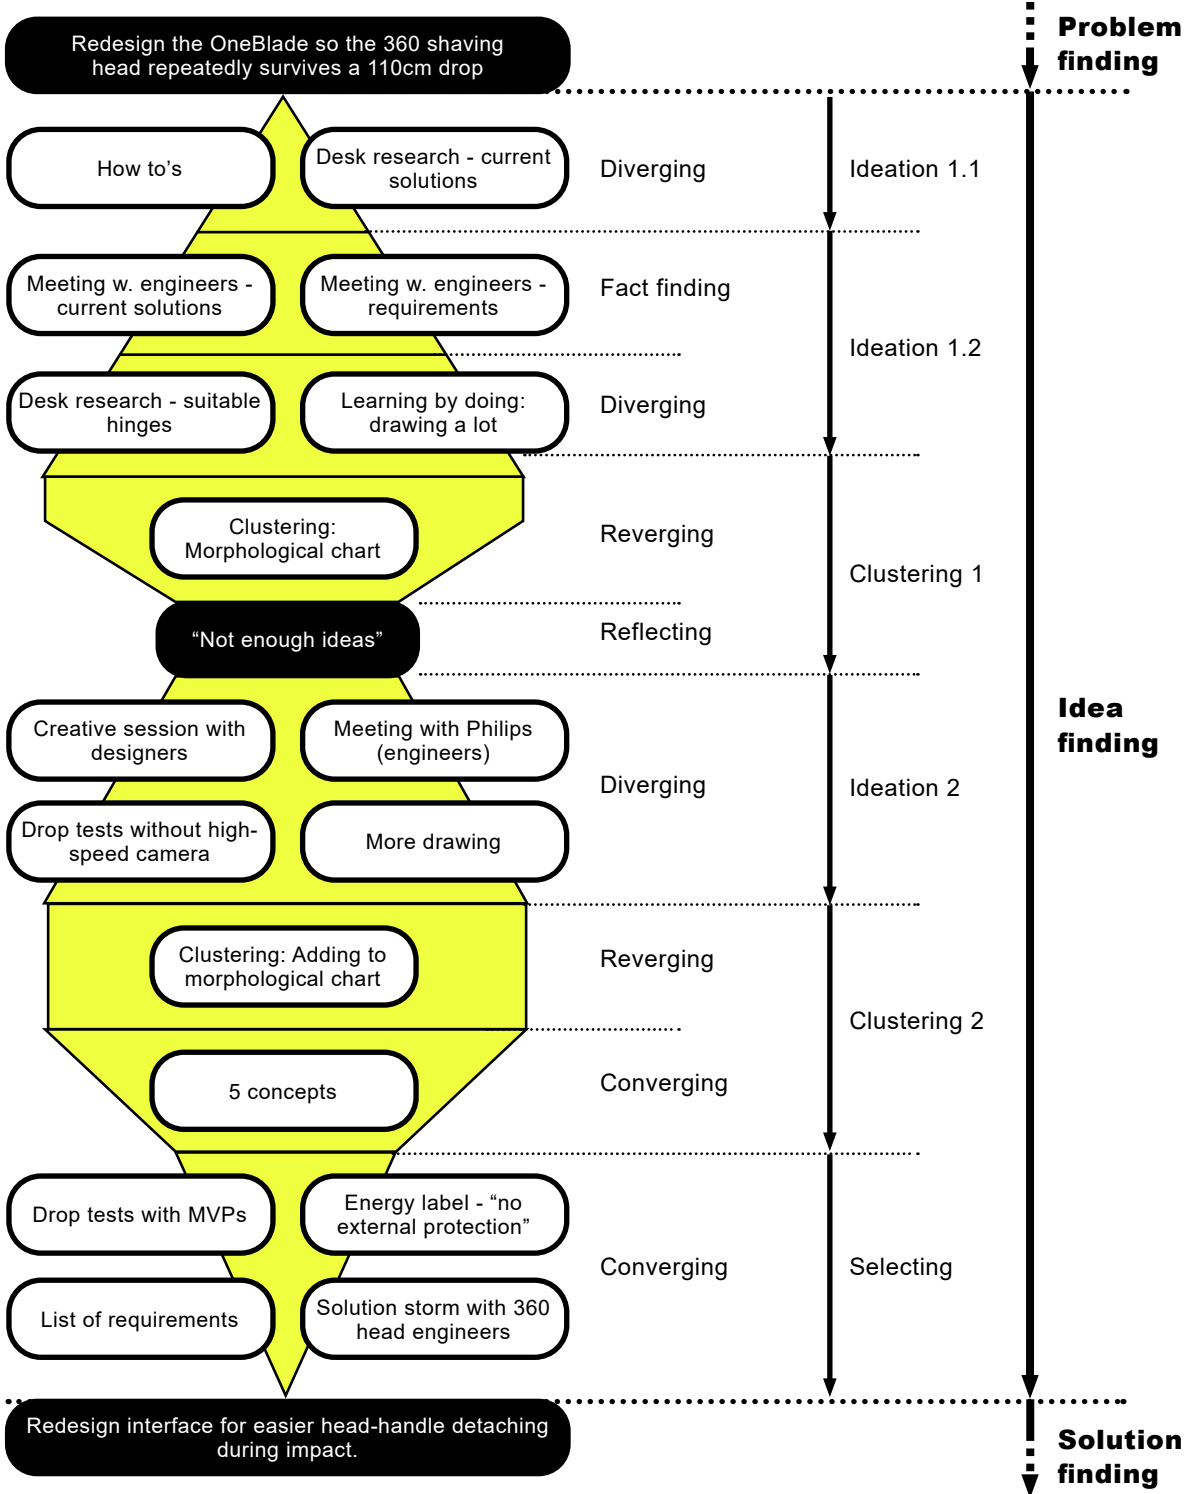 Redesign the OneBlade so the 360 shaving
head repeatedly survives a 110cm drop
Problem
finding
How to’s
Desk research - current
solutions
Diverging
Ideation 1.1
Meeting w. engineers -
current solutions
Meeting w. engineers -
requirements
Fact finding
Ideation 1.2
Desk research - suitable
hinges
Learning by doing:
drawing a lot
Diverging
Clustering:
Morphological chart
Reverging
Clustering 1
“Not enough ideas”
Reflecting
Idea
finding
Creative session with
designers
Meeting with Philips
(engineers)
Diverging
Ideation 2
Drop tests without high-
speed camera
More drawing
Clustering: Adding to
morphological chart
Reverging
Clustering 2
5 concepts
Converging
Drop tests with MVPs
Energy label - “no
external protection”
Converging
Selecting
List of requirements
Solution storm with 360
head engineers
Redesign interface for easier head-handle detaching
during impact.
Solution
finding